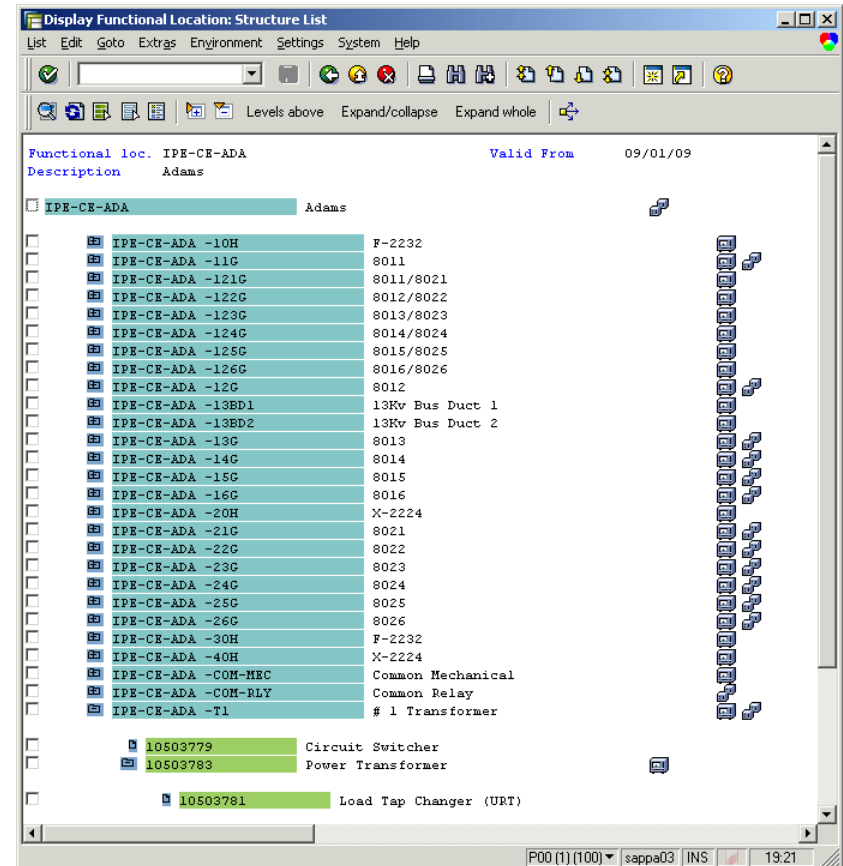 Display Functional Location: Structure List
List Edit Goto Extras Environment Settings System Help
Levels above Expand/collapse Expand whole
Functional loc. IPE-CE-ADA Valid From 09/01/09
Description Adams
IPE-CE-ADA Adams
IPE-CE-ADA -10H F-2232
IPE-CE-ADA -11G 8011
IPE-CE-ADA -121G 8011/8021
IPE-CE-ADA -122G 8012/8022
IPE-CE-ADA -123G 8013/8023
IPE-CE-ADA -124G 8014/8024
IPE-CE-ADA -125G 8015/8025
IPE-CE-ADA -126G 8016/8026
IPE-CE-ADA -12G 8012
IPE-CE-ADA -13BD1 13Kv Bus Duct 1
IPE-CE-ADA -13BD2 13Kv Bus Duct 2
IPE-CE-ADA -13G 8013
IPE-CE-ADA -14G 8014
IPE-CE-ADA -15G 8015
IPE-CE-ADA -16G 8016
IPE-CE-ADA -20H X-2224
IPE-CE-ADA -21G 8021
IPE-CE-ADA -22G 8022
IPE-CE-ADA -23G 8023
IPE-CE-ADA -24G 8024
IPE-CE-ADA -25G 8025
IPE-CE-ADA -26G 8026
IPE-CE-ADA -30H F-2232
IPE-CE-ADA -40H X-2224
IPE-CE-ADA -COM-MEC Common Mechanical
IPE-CE-ADA -COM-RLY Common Relay
IPE-CE-ADA -T1 # 1 Transformer
10503779 Circuit Switcher
10503783 Power Transformer
10503781 Load Tap Changer (URT)
P00 (1) (100) sappa03 INS 19:21